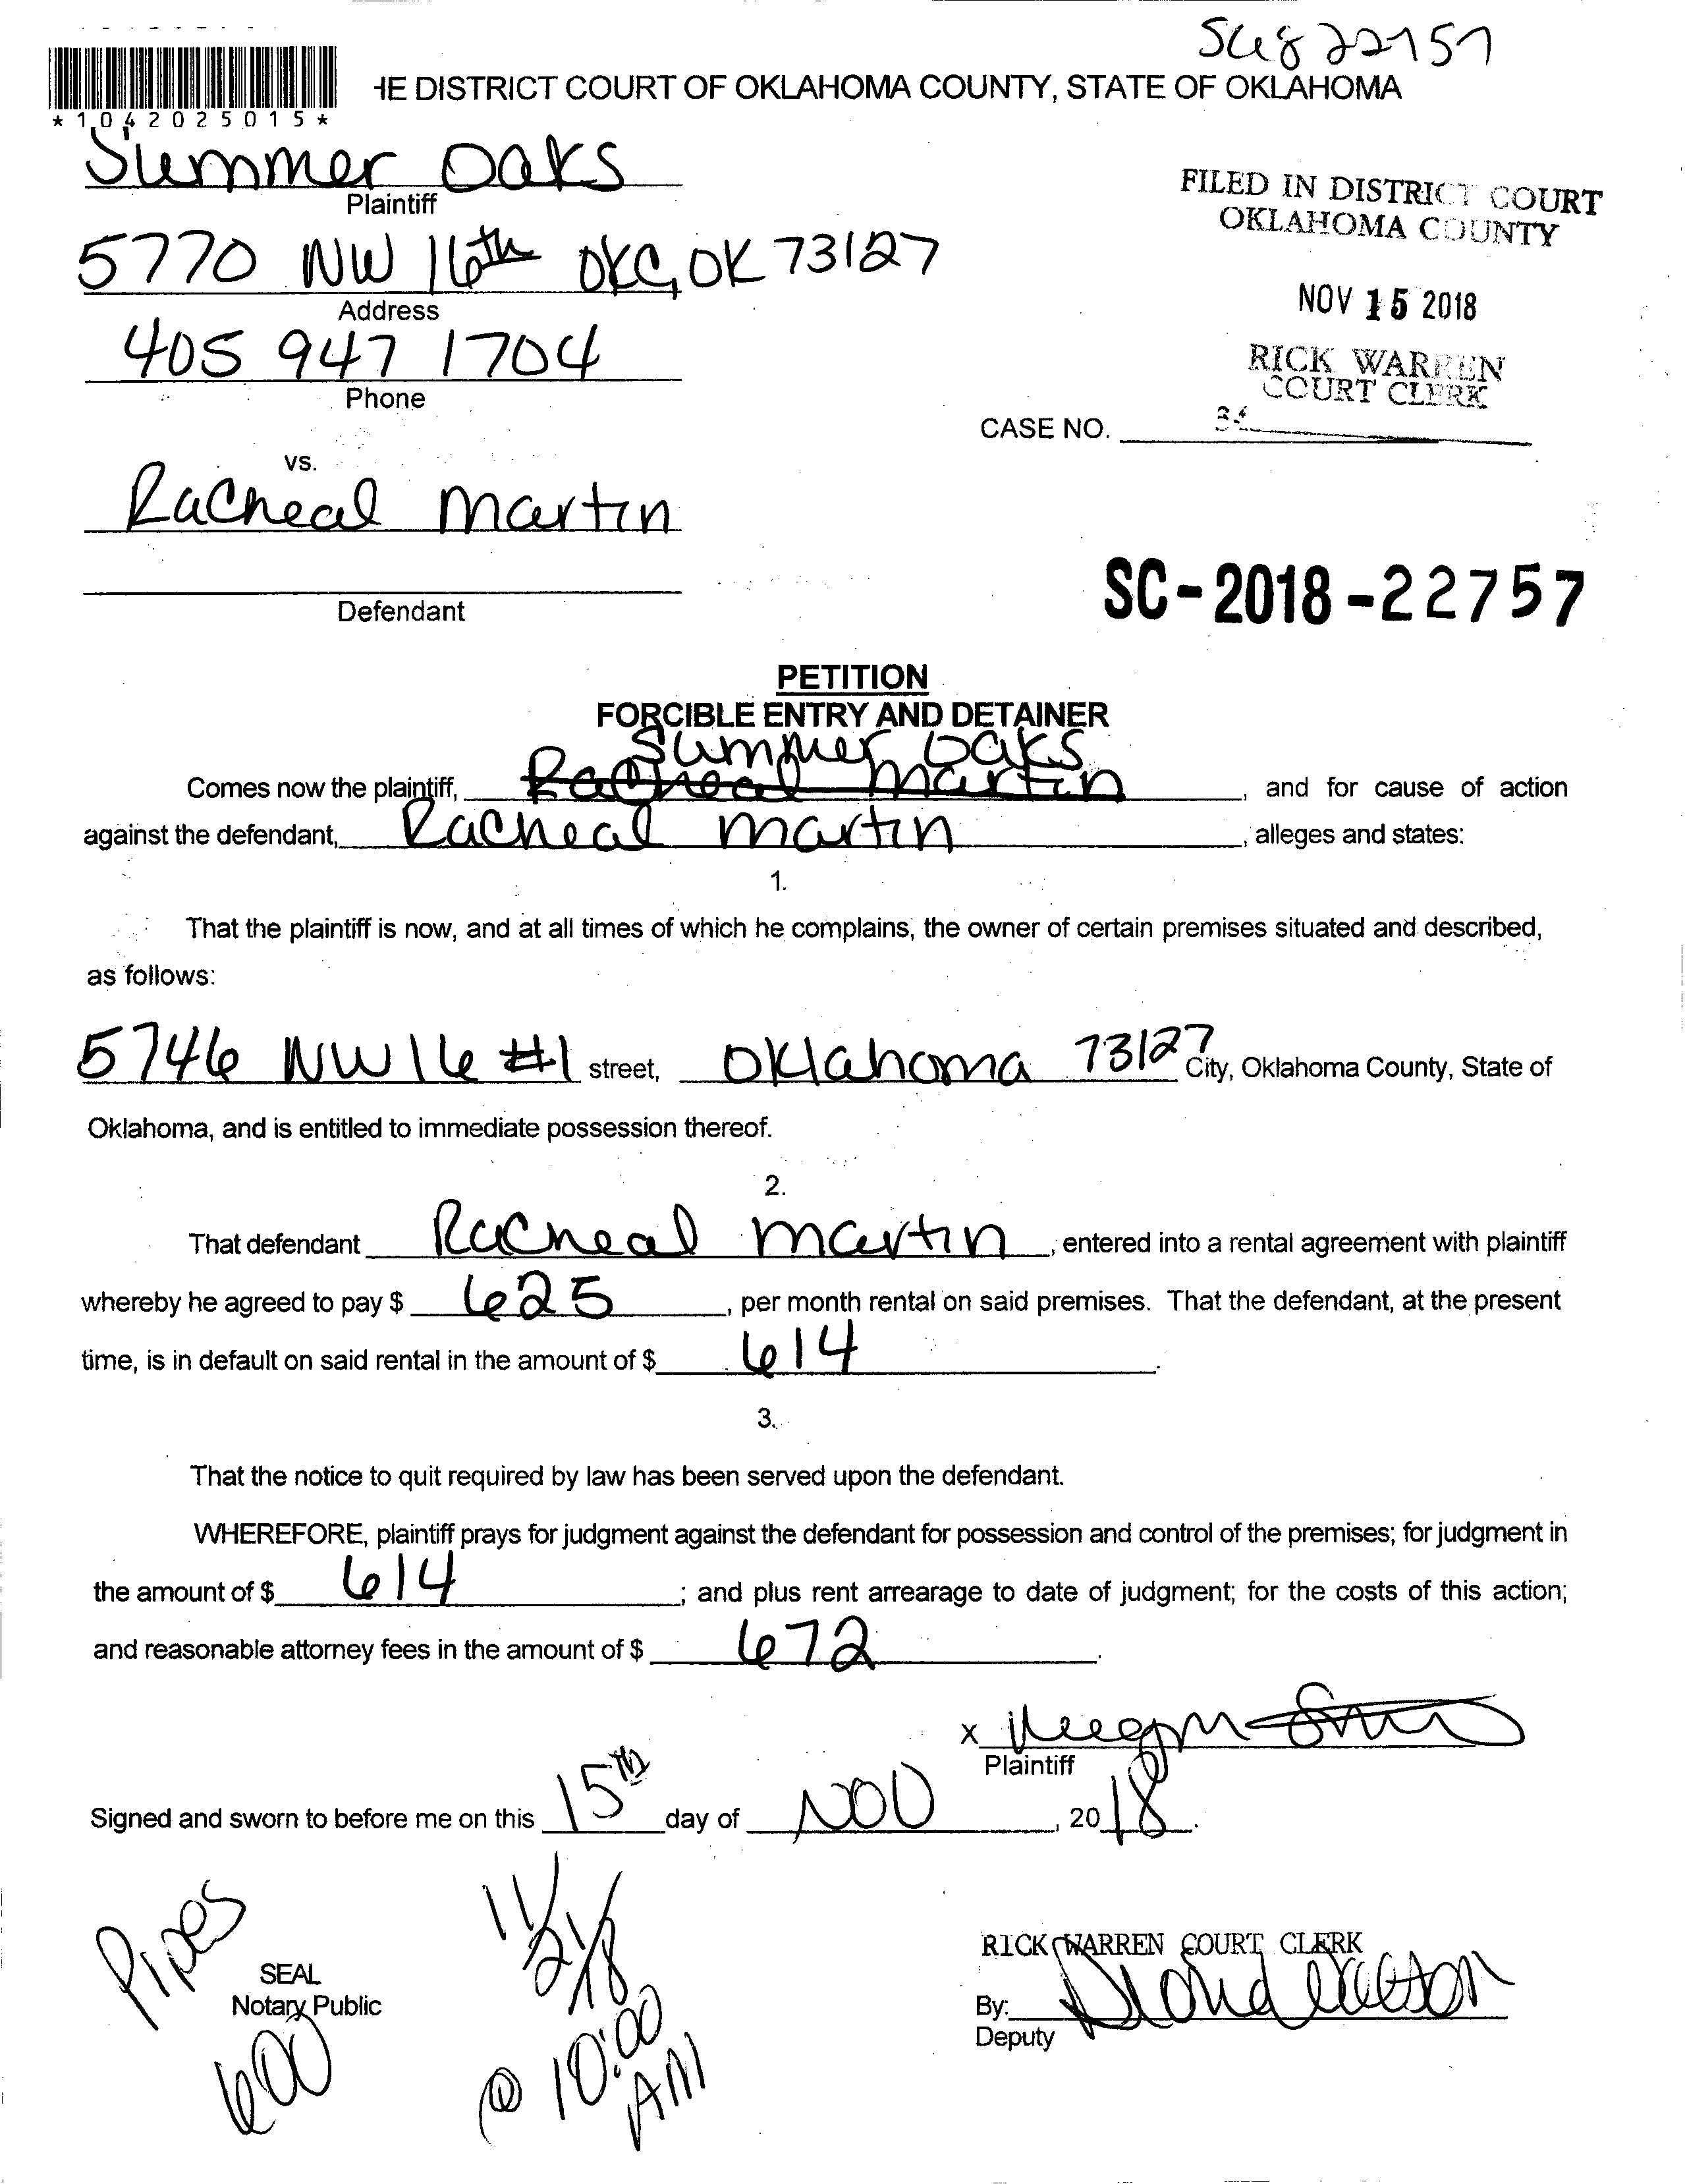 SC18 22757
HE DISTRICT COURT OF OKLAHOMA COUNTY, STATE OF OKLAHOMA
*1042025015*
Summer Oaks
Plaintiff
FILED IN DISTRICT COURT
OKLAHOMA COUNTY
5770 NW 16th OKC, OK 73127
Address
NOV 15 2018
405 947 1704
Phone
RICK WARREN
COURT CLERK
CASE NO.
vs.
Racheal Martin
Defendant
SC-2018-22757
PETITION
FORCIBLE ENTRY AND DETAINER
Summer Oaks
Comes now the plaintiff, Racheal Martin, and for cause of action
against the defendant, Racheal Martin, alleges and states:
1.
That the plaintiff is now, and at all times of which he complains, the owner of certain premises situated and described,
as follows:
5746 NW 16 #1 street, Oklahoma 73127 City, Oklahoma County, State of
Oklahoma, and is entitled to immediate possession thereof.
2.
That defendant Racheal Martin, entered into a rental agreement with plaintiff
whereby he agreed to pay $ 625, per month rental on said premises. That the defendant, at the present
time, is in default on said rental in the amount of $ 614.
3.
That the notice to quit required by law has been served upon the defendant.
WHEREFORE, plaintiff prays for judgment against the defendant for possession and control of the premises; for judgment in
the amount of $ 614; and plus rent arrearage to date of judgment; for the costs of this action;
and reasonable attorney fees in the amount of $ 672.
x
Plaintiff
Signed and sworn to before me on this 15th day of NOV, 2018.
Pipes
600
11/21/18
@ 10:00
AM
SEAL
Notary Public
RICK WARREN COURT CLERK
By:
Deputy